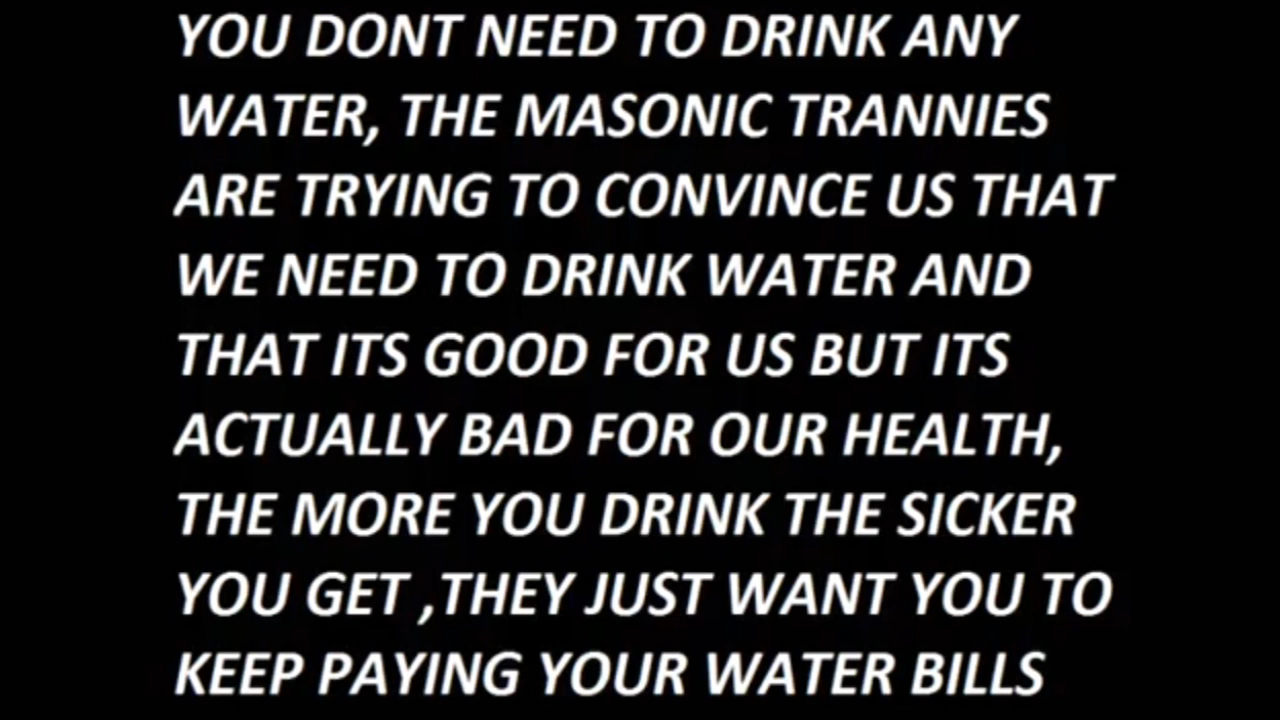 YOU DONT NEED TO DRINK ANY
WATER, THE MASONIC TRANNIES
ARE TRYING TO CONVINCE US THAT
WE NEED TO DRINK WATER AND
THAT ITS GOOD FOR US BUT ITS
ACTUALLY BAD FOR OUR HEALTH,
THE MORE YOU DRINK THE SICKER
YOU GET ,THEY JUST WANT YOU TO
KEEP PAYING YOUR WATER BILLS